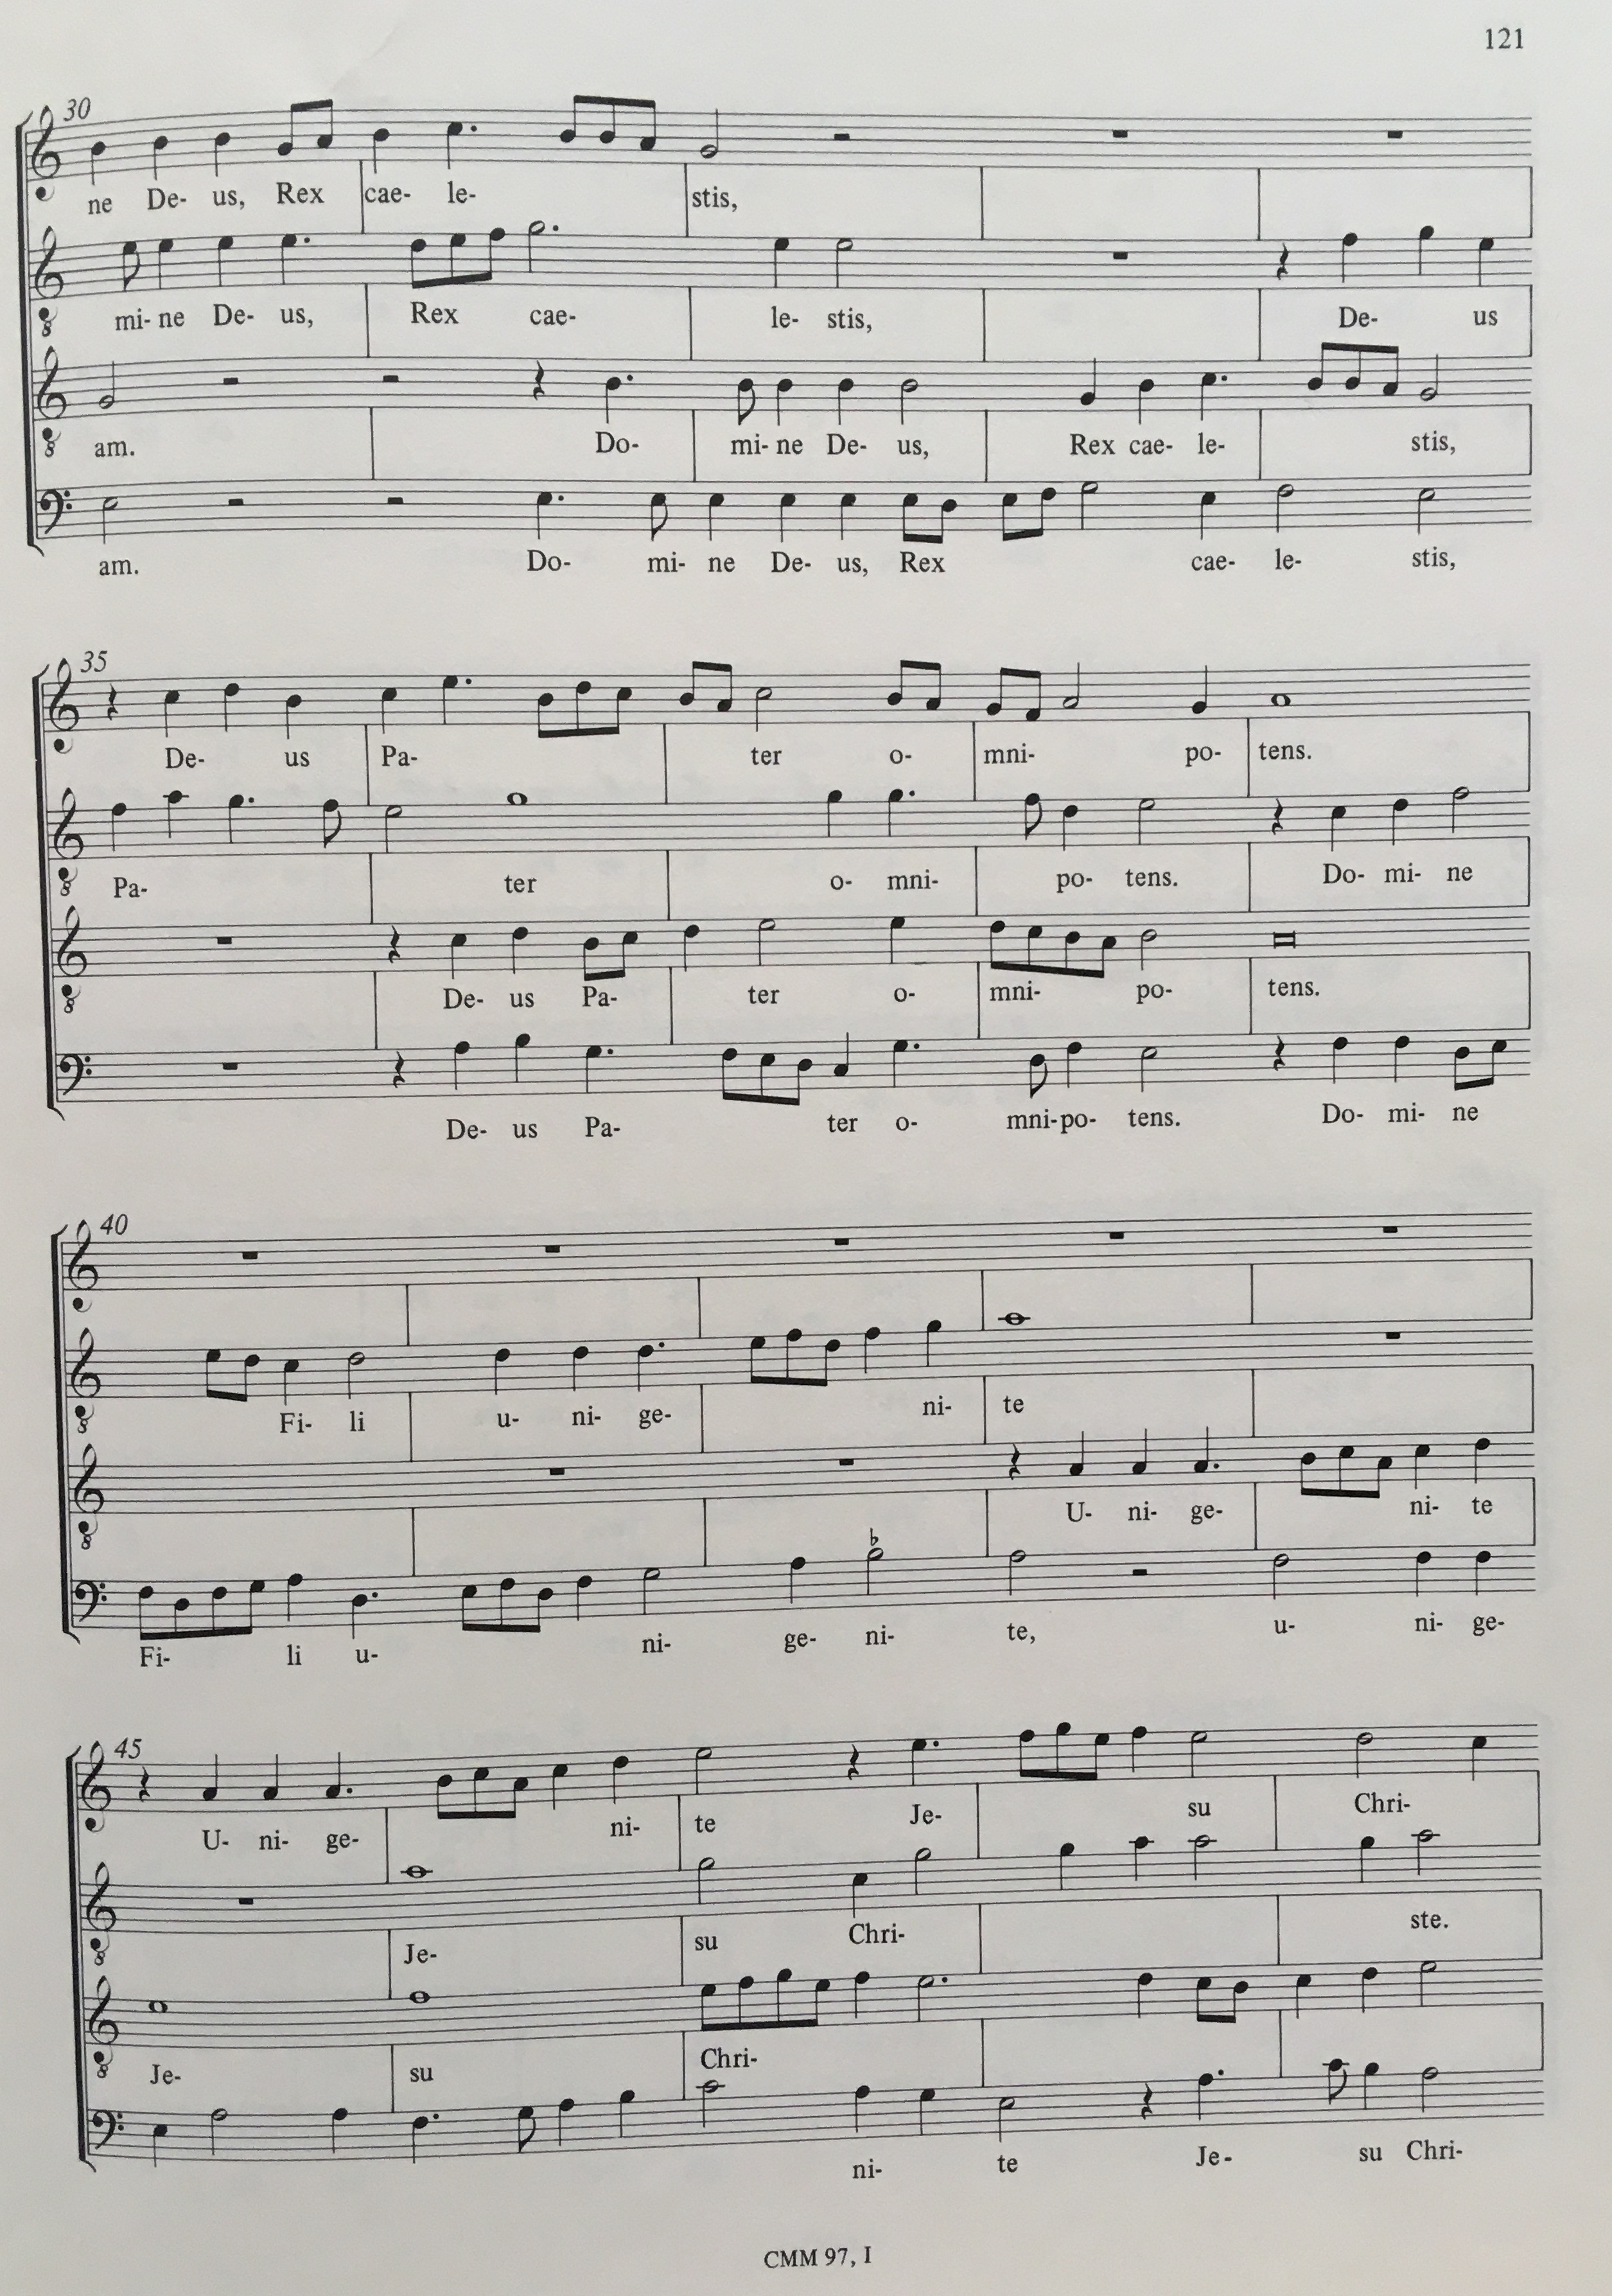 121
30
ne De- us, Rex cae- le- stis,
mi- ne De- us, Rex cae- le- stis, De- us
am. Do- mi- ne De- us, Rex cae- le- stis,
am. Do- mi- ne De- us, Rex cae- le- stis,
35
De- us Pa- ter o- mni- po- tens.
Pa- ter o- mni- po- tens. Do- mi- ne
De- us Pa- ter o- mni- po- tens.
De- us Pa- ter o- mni- po- tens. Do- mi- ne
40
Fi- li u- ni- ge- ni- te
U- ni- ge- ni- te
Fi- li u- ni- ge- ni- te, u- ni- ge-
45
U- ni- ge- ni- te Je- su Chri-
Je- su Chri- ste.
Je- su Chri-
ni- te Je- su Chri-
CMM 97, I